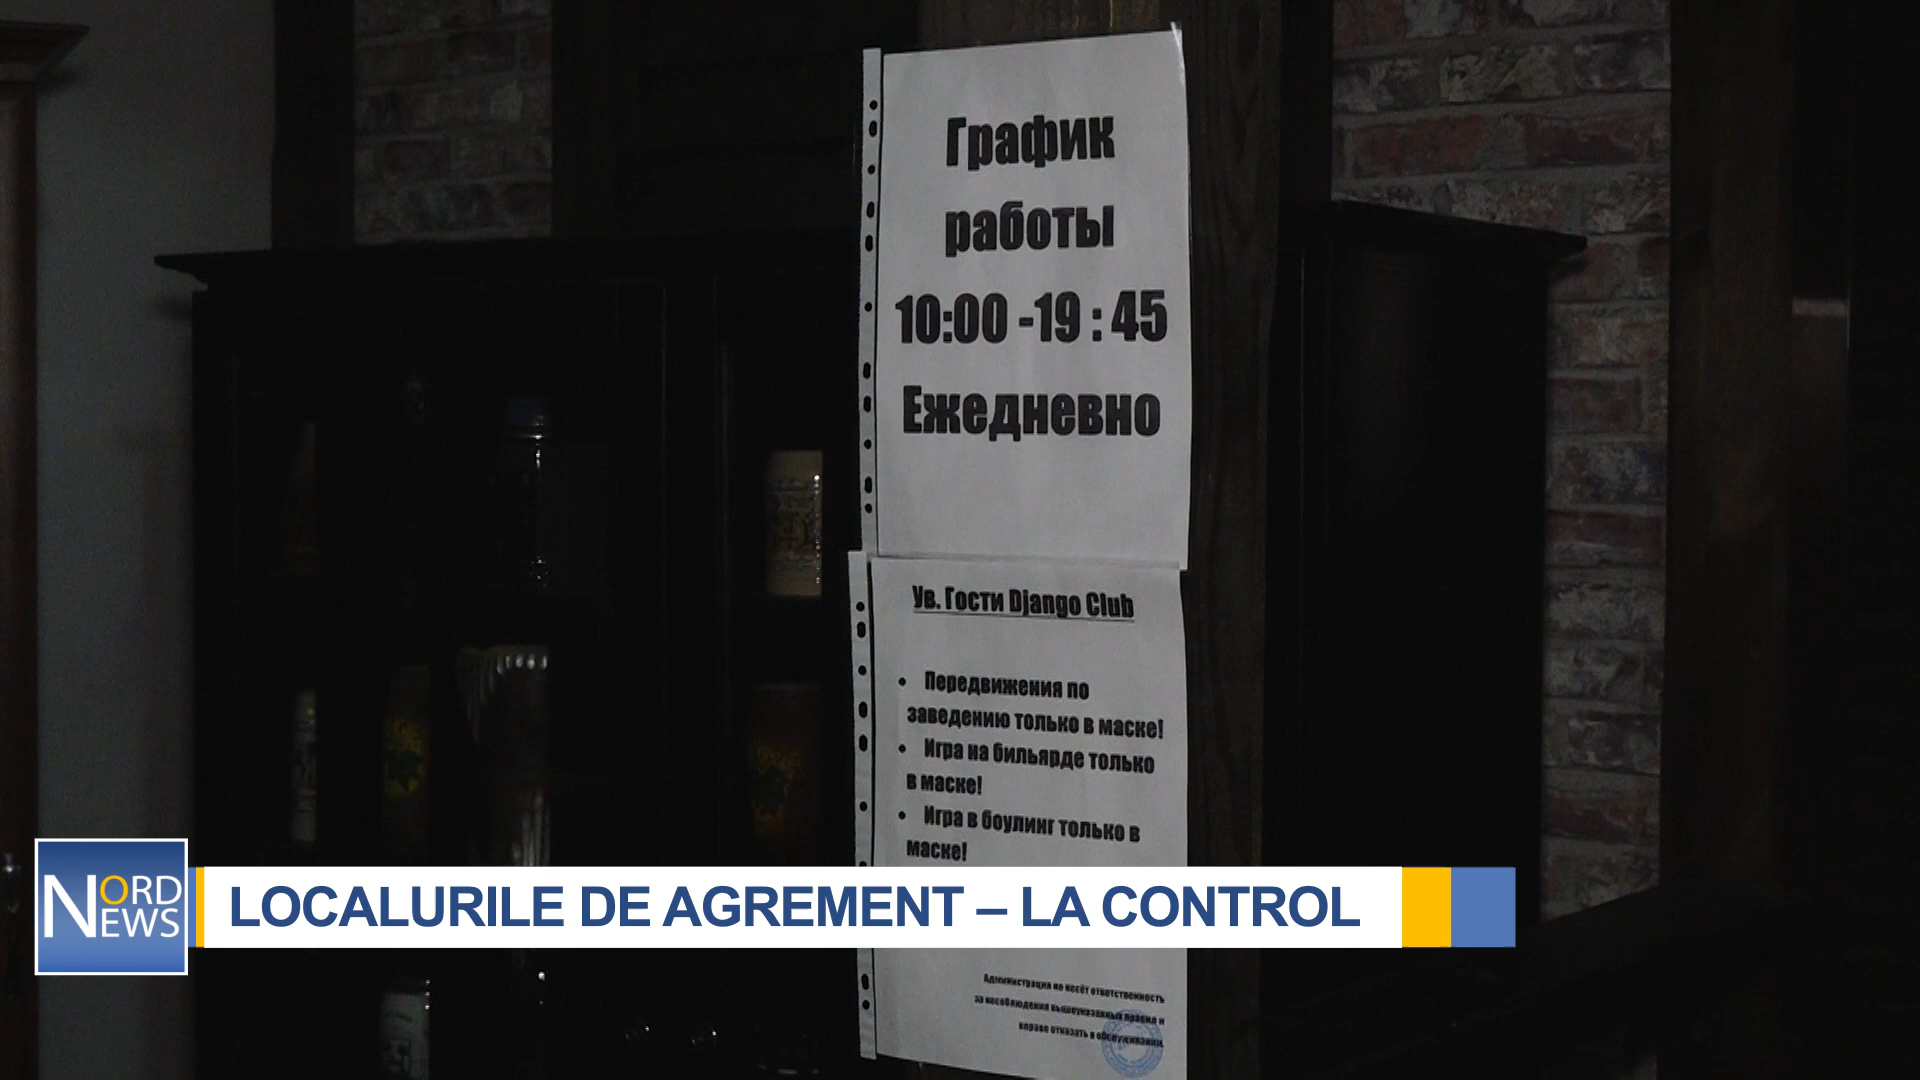 График
работы
10:00 -19 : 45
Ежедневно
Ув. Гости Django Club
• Передвижения по
заведению только в маске!
• Игра на бильярде только
в маске!
• Игра в боулинг только в
маске!
NORD
NEWS
LOCALURILE DE AGREMENT – LA CONTROL
Администрация не несёт ответственность
за несоблюдения вышеуказанных правил и
вправе отказать в обслуживании.